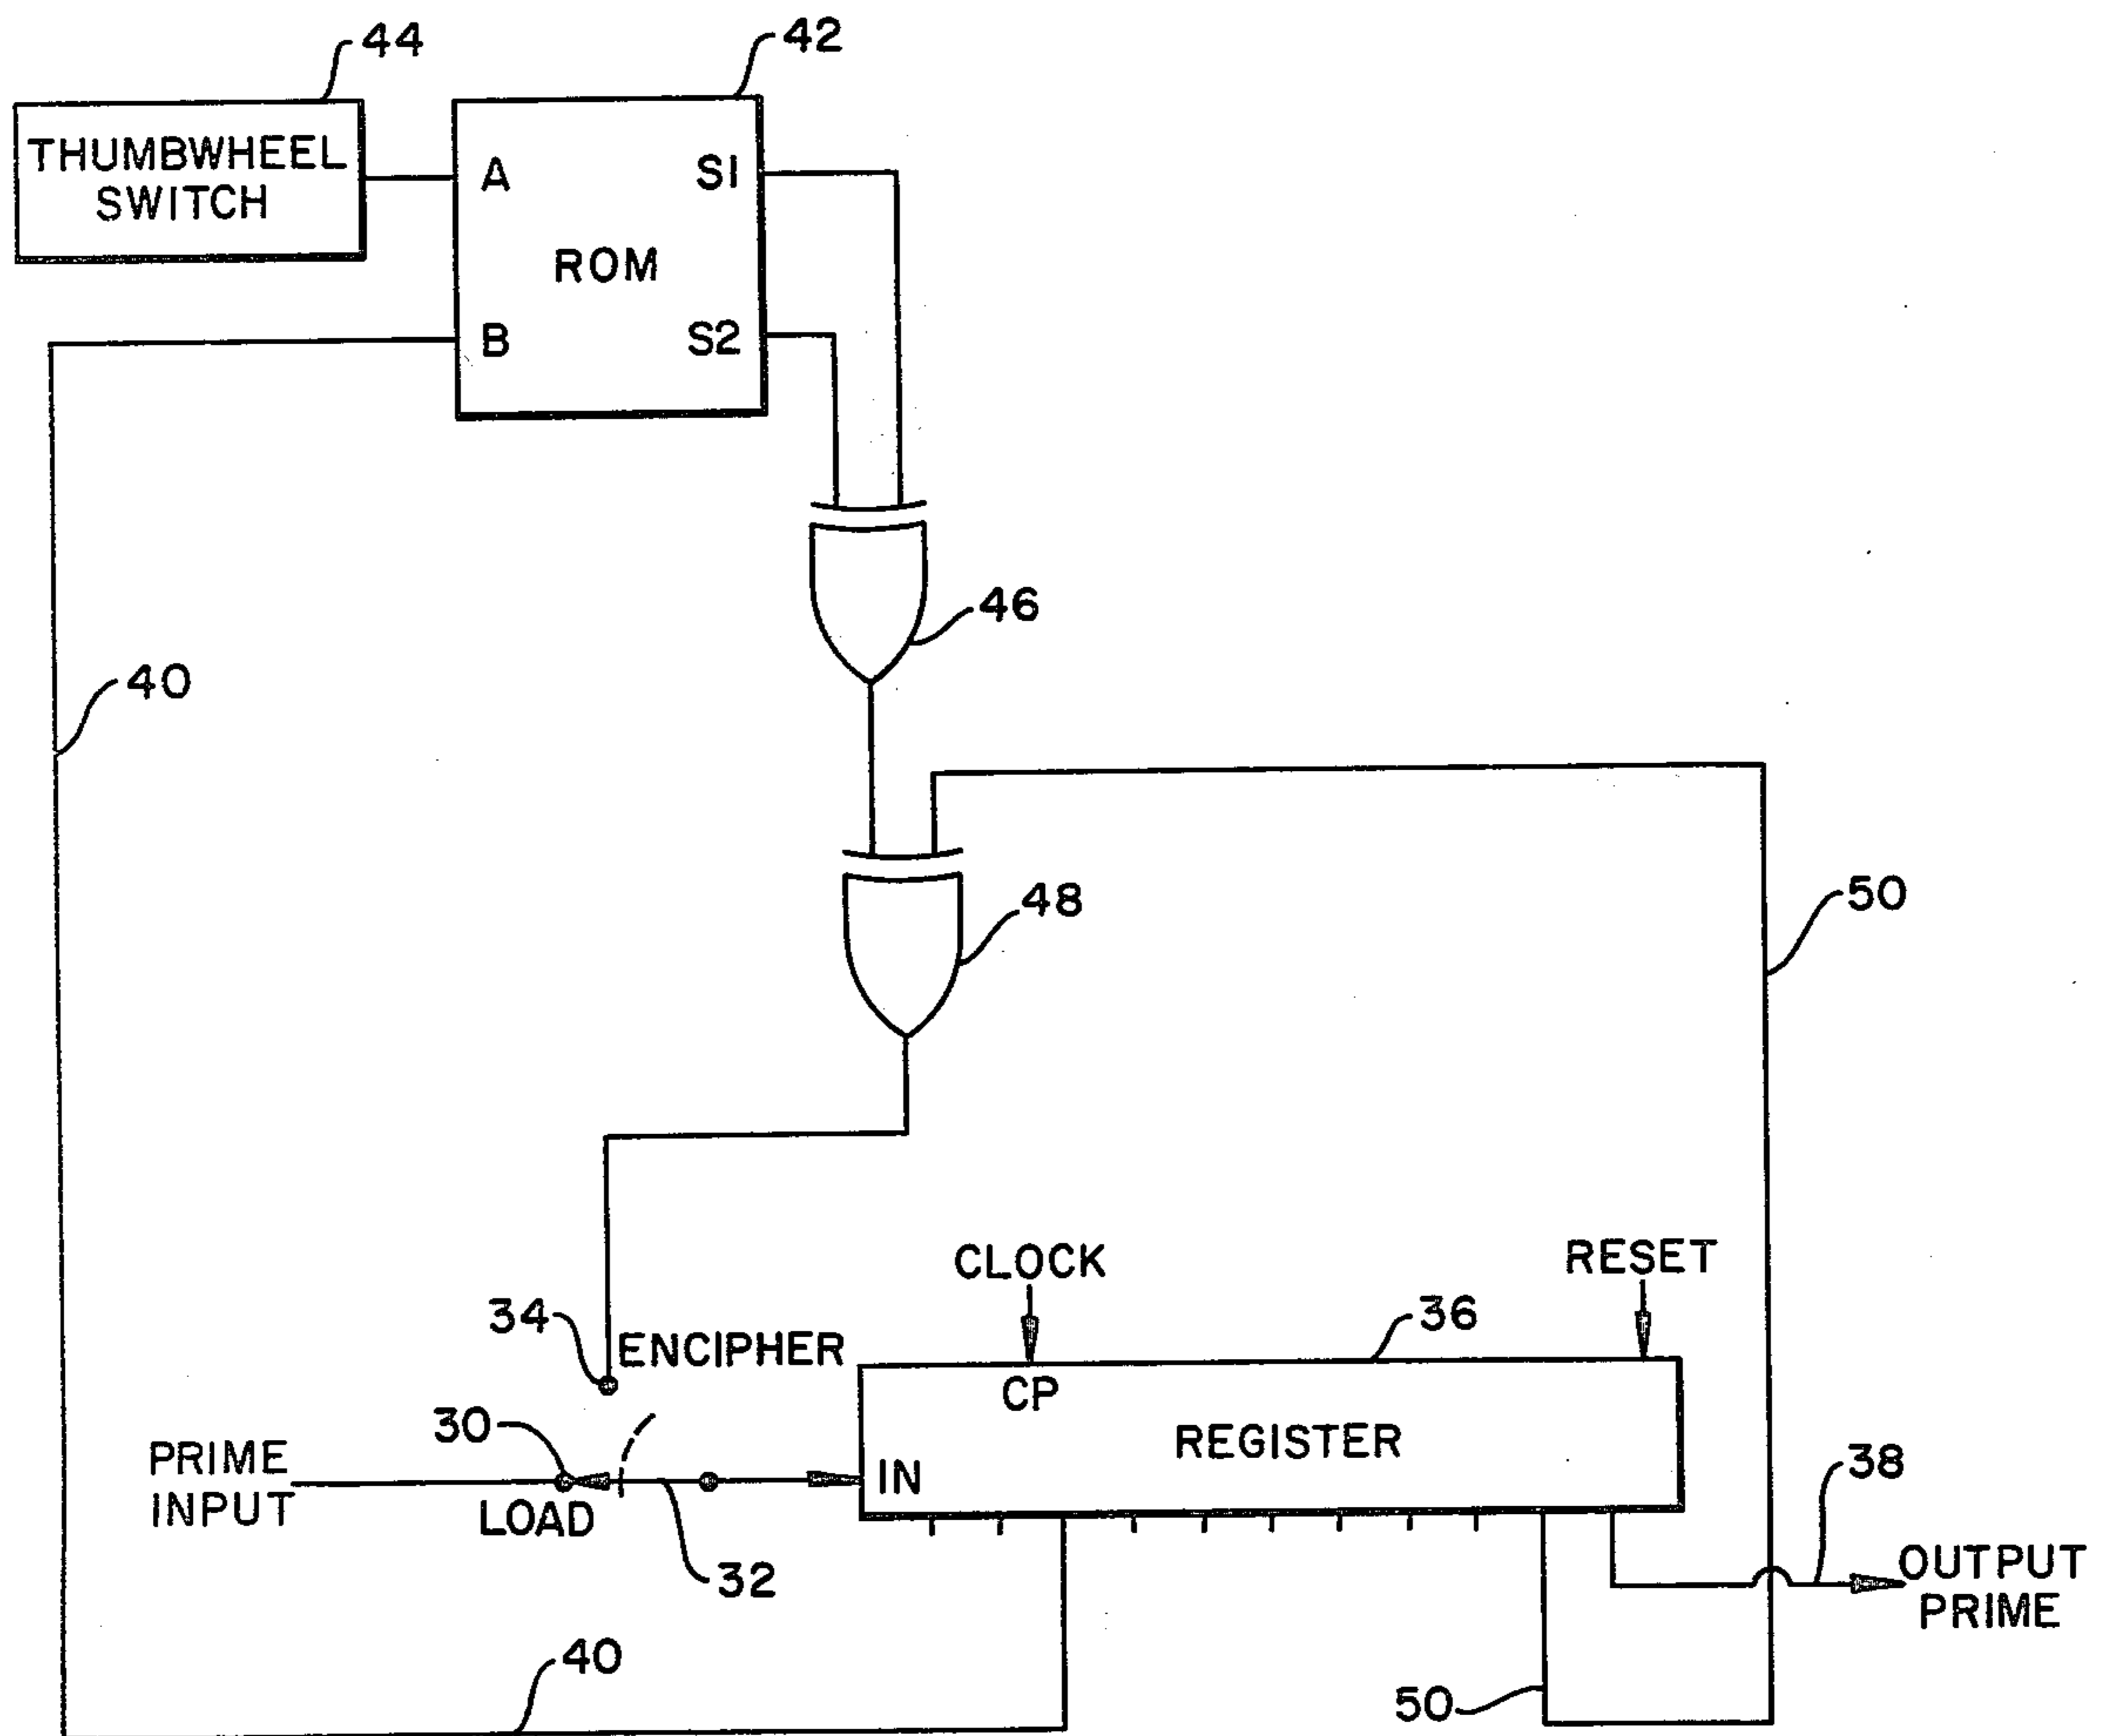 44
42
THUMBWHEEL
SWITCH
A
S1
ROM
B
S2
46
40
48
50
CLOCK
RESET
34
ENCIPHER
36
CP
30
REGISTER
PRIME
INPUT
IN
38
LOAD
32
OUTPUT
PRIME
40
50